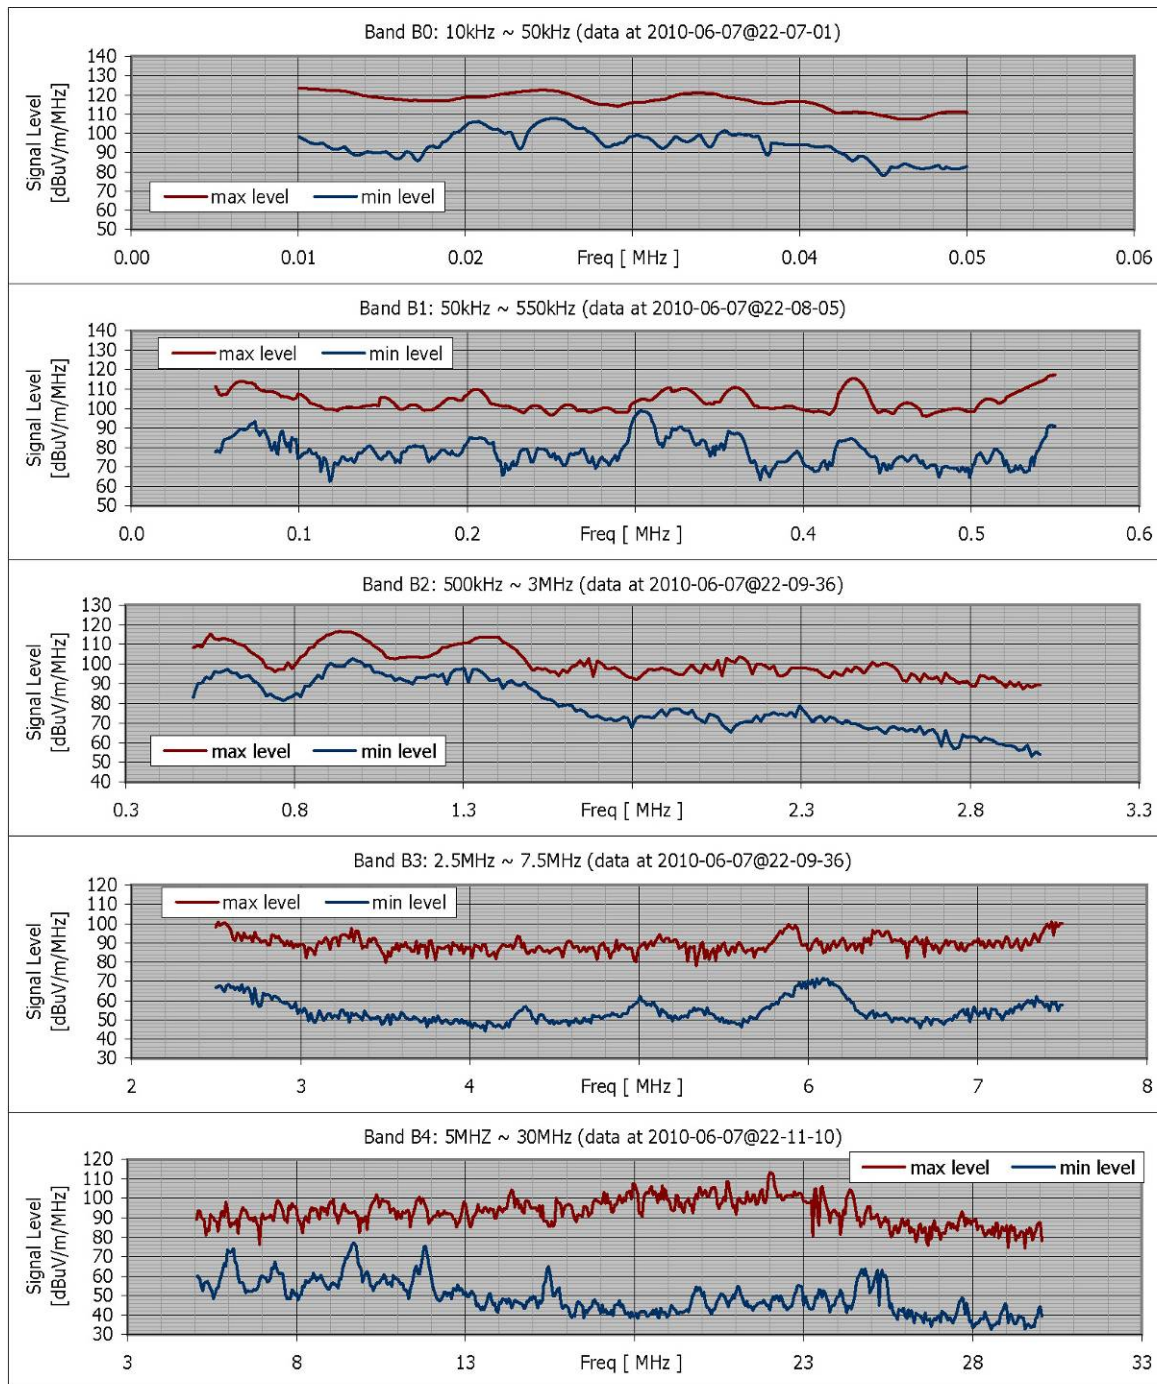 Band B0: 10kHz ~ 50kHz (data at 2010-06-07@22-07-01)
Signal Level
[dBuV/m/MHz]
140
130
120
110
100
90
80
70
60
50
max level min level
0.00 0.01 0.02 Freq [ MHz ] 0.04 0.05 0.06
Band B1: 50kHz ~ 550kHz (data at 2010-06-07@22-08-05)
Signal Level
[dBuV/m/MHz]
140
130
120
110
100
90
80
70
60
50
max level min level
0.0 0.1 0.2 Freq [ MHz ] 0.4 0.5 0.6
Band B2: 500kHz ~ 3MHz (data at 2010-06-07@22-09-36)
Signal Level
[dBuV/m/MHz]
130
120
110
100
90
80
70
60
50
40
max level min level
0.3 0.8 1.3 Freq [ MHz ] 2.3 2.8 3.3
Band B3: 2.5MHz ~ 7.5MHz (data at 2010-06-07@22-09-36)
Signal Level
[dBuV/m/MHz]
120
110
100
90
80
70
60
50
40
30
max level min level
2 3 4 Freq [ MHz ] 6 7 8
Band B4: 5MHZ ~ 30MHz (data at 2010-06-07@22-11-10)
Signal Level
[dBuV/m/MHz]
120
110
100
90
80
70
60
50
40
30
max level min level
3 8 13 Freq [ MHz ] 23 28 33